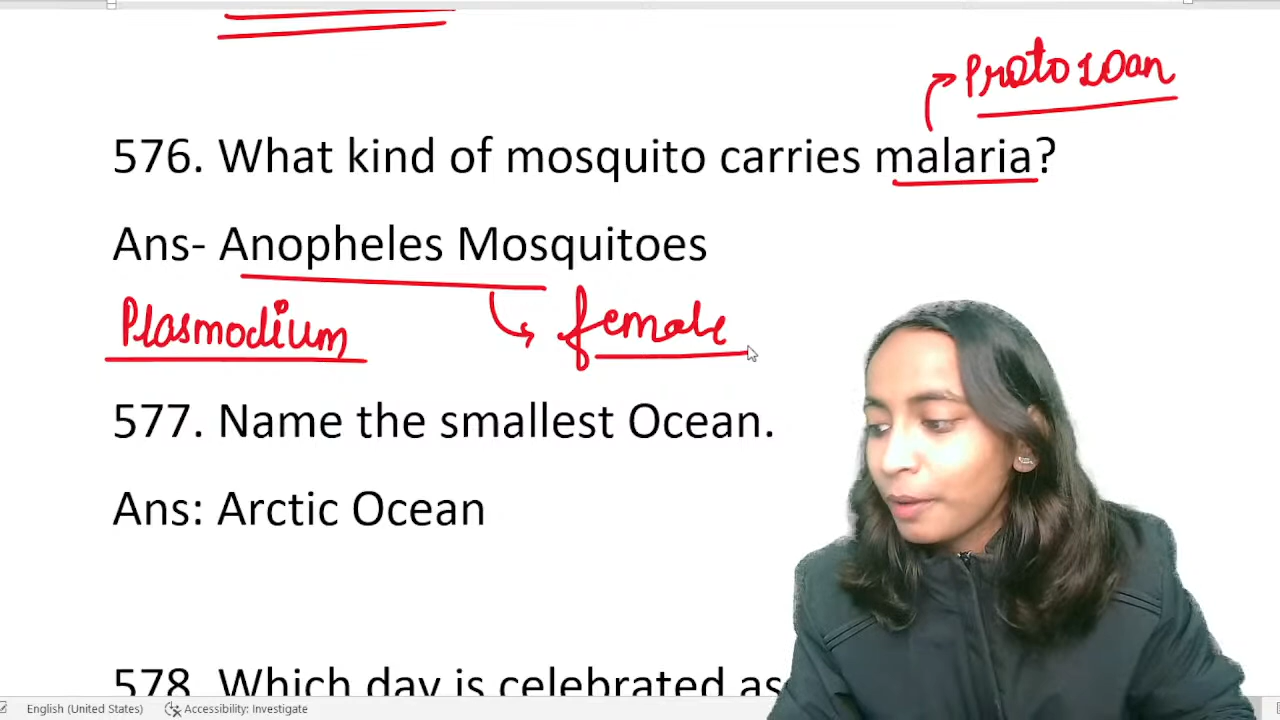 Protozoan
576. What kind of mosquito carries malaria?
Ans- Anopheles Mosquitoes
Plasmodium female
577. Name the smallest Ocean.
Ans: Arctic Ocean
578. Which day is celebrated as
English (United States) Accessibility: Investigate